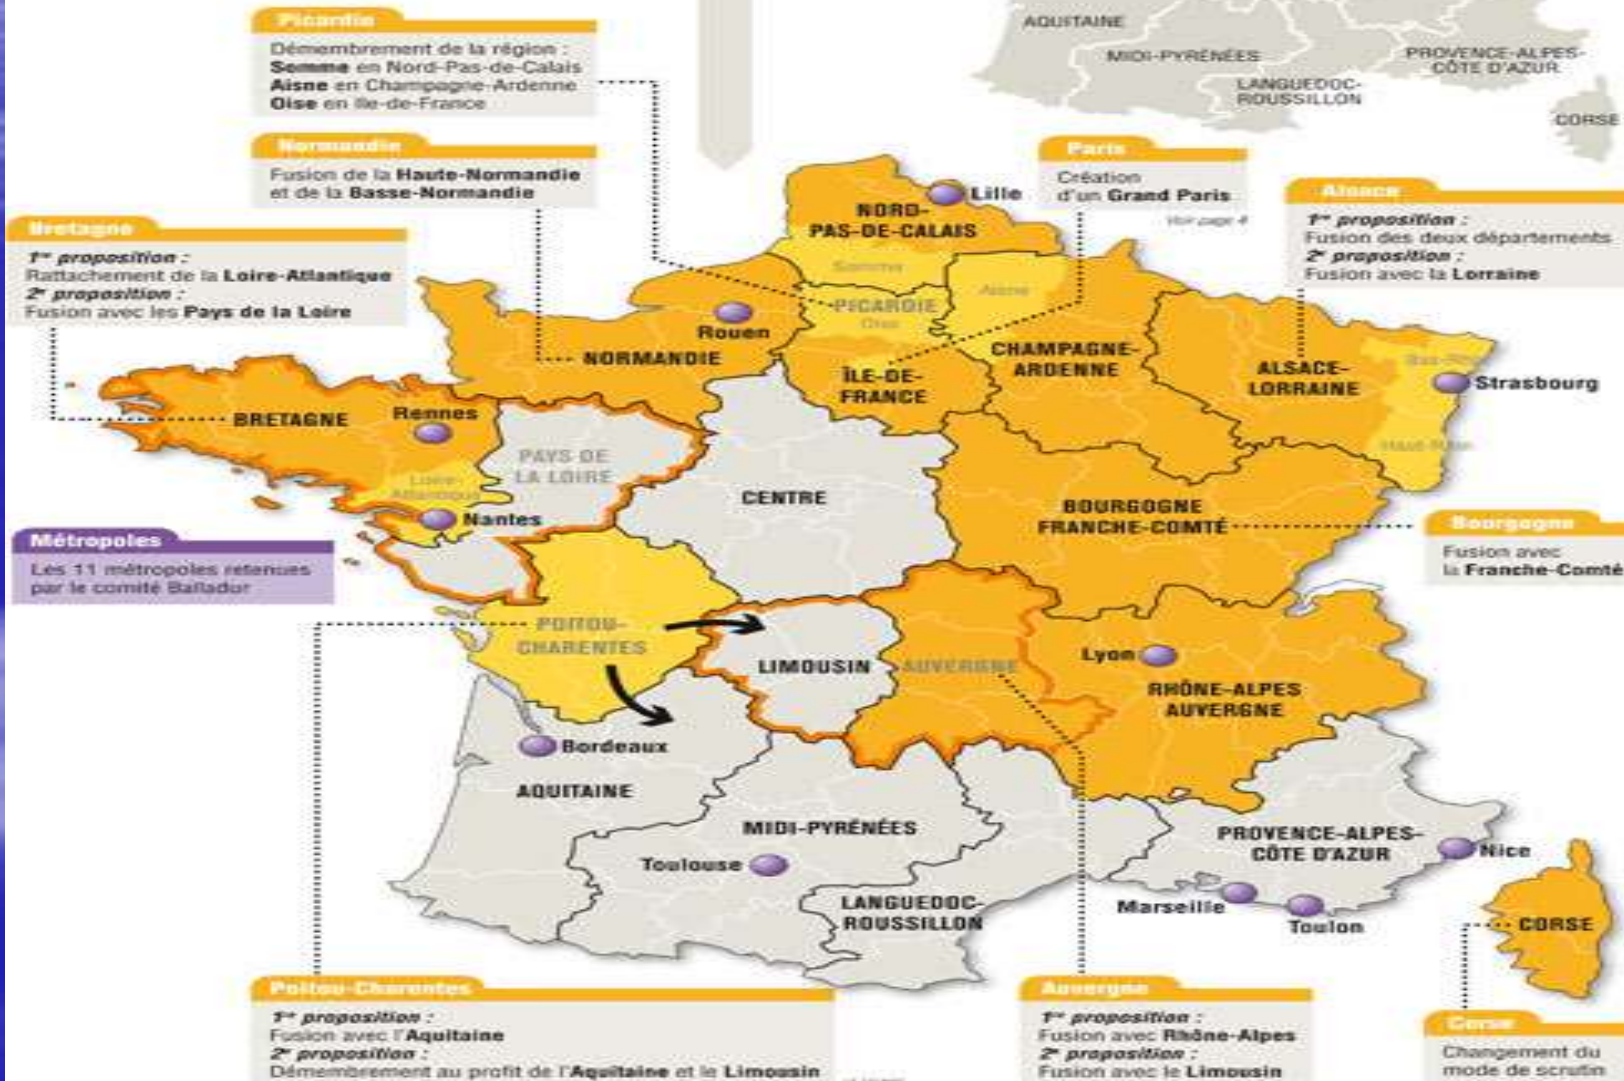 Picardie
Démembrement de la région :
Somme en Nord-Pas-de-Calais
Aisne en Champagne-Ardenne
Oise en Ile-de-France
AQUITAINE
MIDI-PYRÉNÉES
LANGUEDOC-
ROUSSILLON
PROVENCE-ALPES-
CÔTE D'AZUR
CORSE
Normandie
Fusion de la Haute-Normandie
et de la Basse-Normandie
Paris
Création
d'un Grand Paris
Voir page 4
Alsace
1re proposition :
Fusion des deux départements
2e proposition :
Fusion avec la Lorraine
Bretagne
1re proposition :
Rattachement de la Loire-Atlantique
2e proposition :
Fusion avec les Pays de la Loire
Lille
NORD-
PAS-DE-CALAIS
Somme
Aisne
PICARDIE
Oise
Rouen
NORMANDIE
ÎLE-DE-
FRANCE
CHAMPAGNE-
ARDENNE
ALSACE-
LORRAINE
Bas-Rhin
Strasbourg
Haut-Rhin
BRETAGNE
Rennes
PAYS DE
LA LOIRE
Loire-
Atlantique
Nantes
CENTRE
BOURGOGNE
FRANCHE-COMTÉ
Bourgogne
Fusion avec
la Franche-Comté
Métropoles
Les 11 métropoles retenues
par le comité Balladur
POITOU-
CHARENTES
LIMOUSIN
AUVERGNE
Lyon
RHÔNE-ALPES
AUVERGNE
Bordeaux
AQUITAINE
MIDI-PYRÉNÉES
Toulouse
LANGUEDOC-
ROUSSILLON
PROVENCE-ALPES-
CÔTE D'AZUR
Nice
Marseille
Toulon
CORSE
Poitou-Charentes
1re proposition :
Fusion avec l'Aquitaine
2e proposition :
Démembrement au profit de l'Aquitaine et le Limousin
Auvergne
1re proposition :
Fusion avec Rhône-Alpes
2e proposition :
Fusion avec le Limousin
Corse
Changement du
mode de scrutin